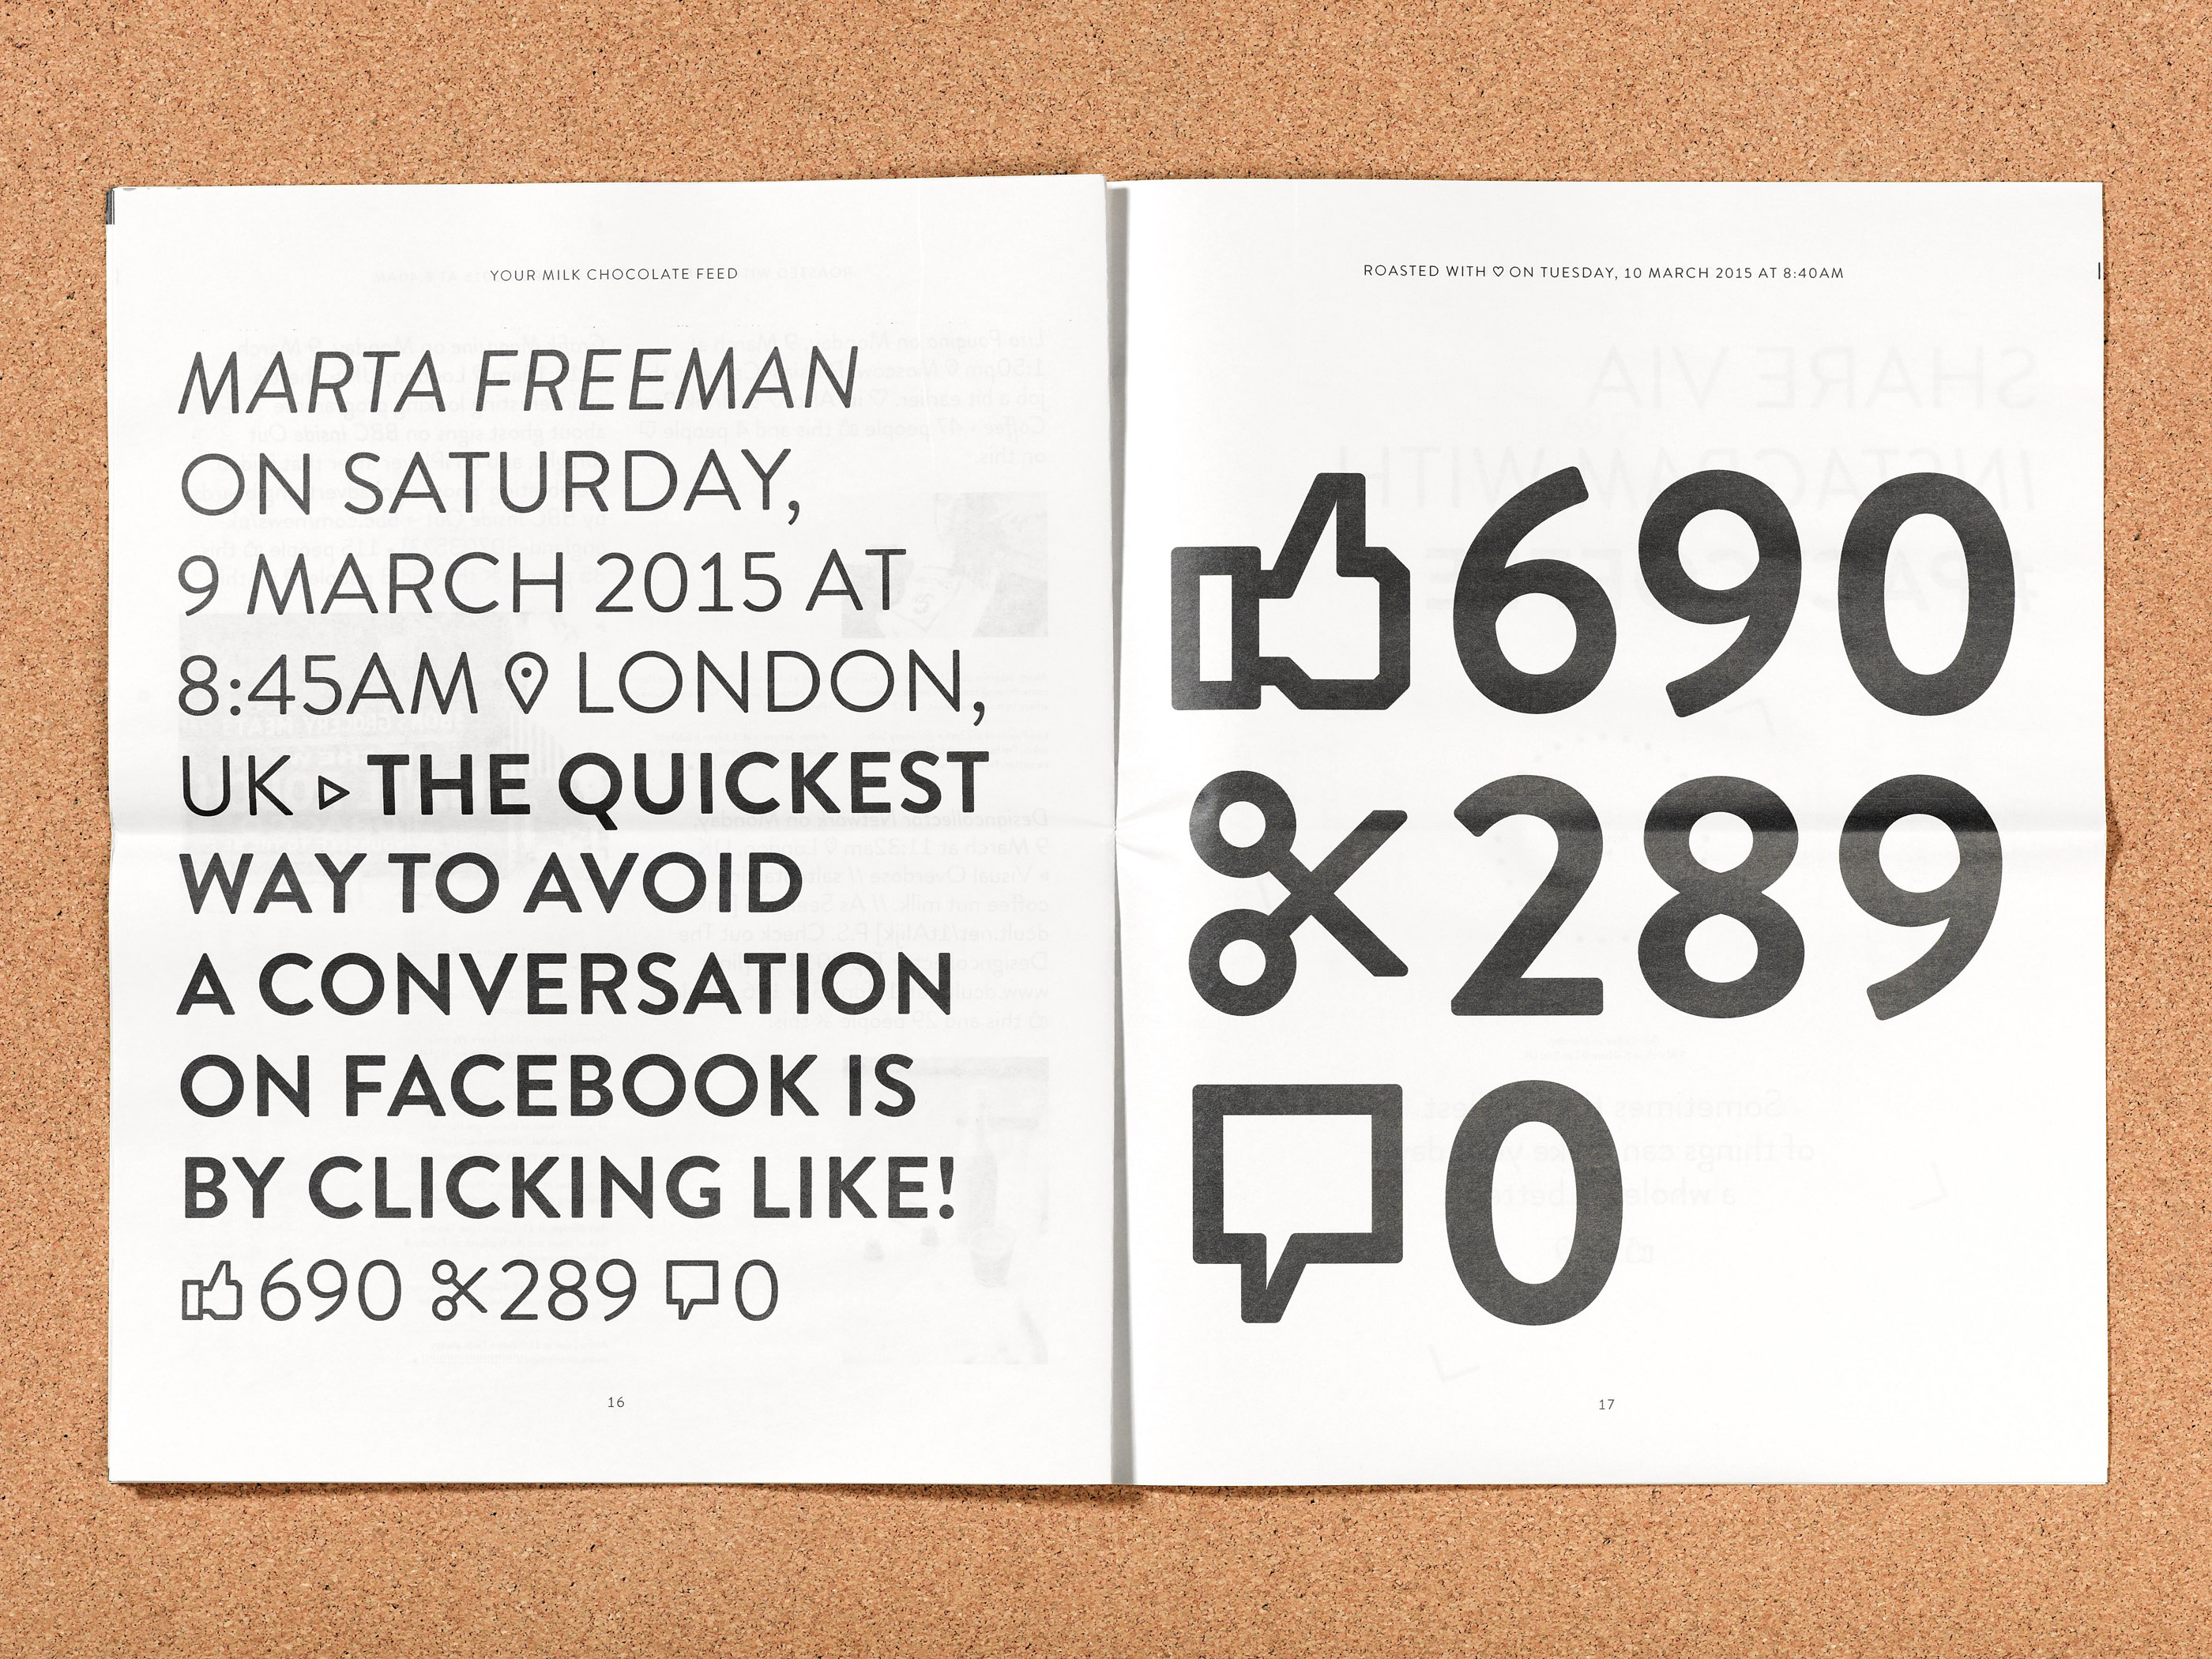 YOUR MILK CHOCOLATE FEED
MARTA FREEMAN
ON SATURDAY,
9 MARCH 2015 AT
8:45AM LONDON,
UK ▹ THE QUICKEST
WAY TO AVOID
A CONVERSATION
ON FACEBOOK IS
BY CLICKING LIKE!
690 289 0
16
ROASTED WITH ♡ ON TUESDAY, 10 MARCH 2015 AT 8:40AM
690
289
0
17